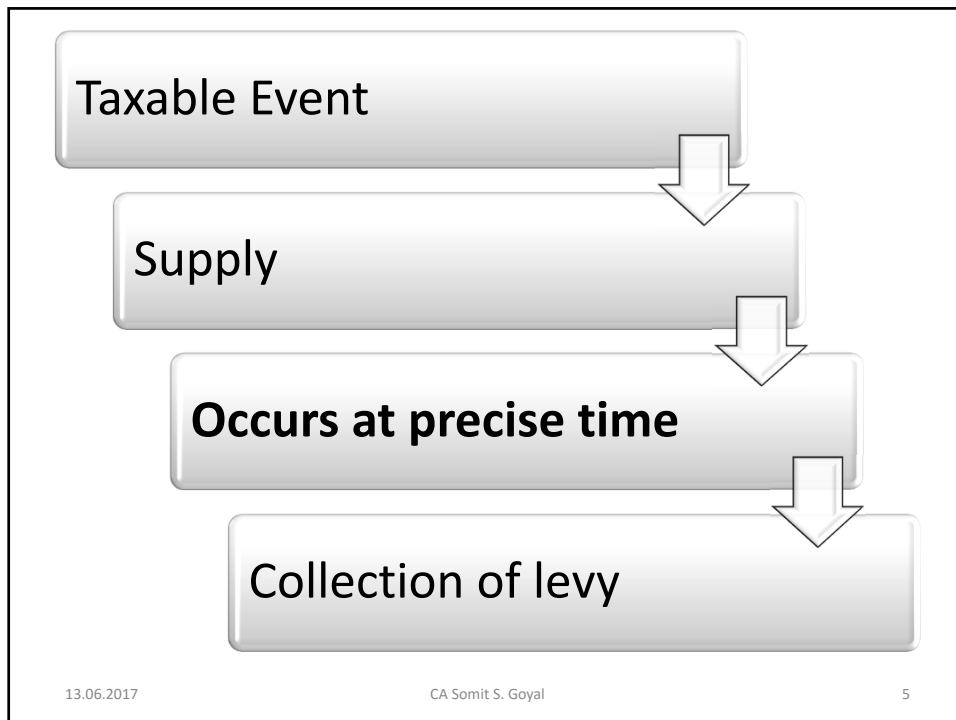 Taxable Event
Supply
Occurs at precise time
Collection of levy
13.06.2017 CA Somit S. Goyal 5